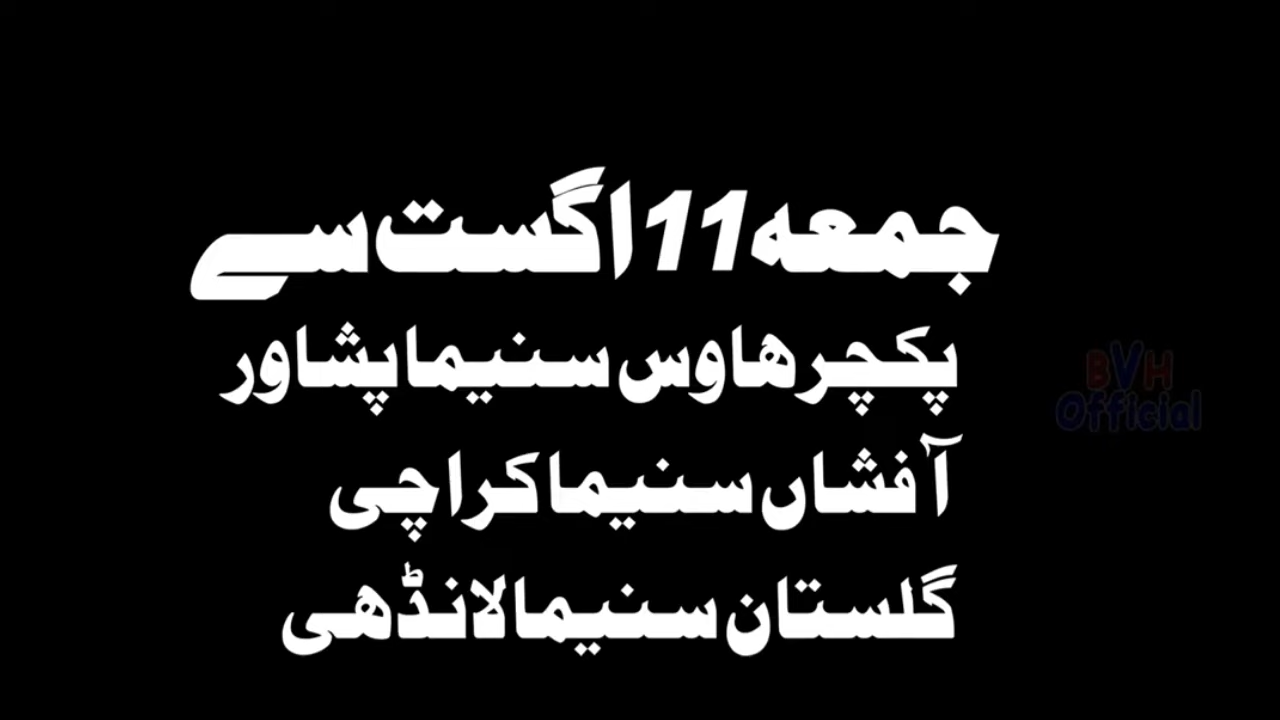 جمعہ 11 اگست سے
پکچر ھاوس سنیما پشاور
آفشاں سنیما کراچی
گلستان سنیما لانڈھی
BVH
Official